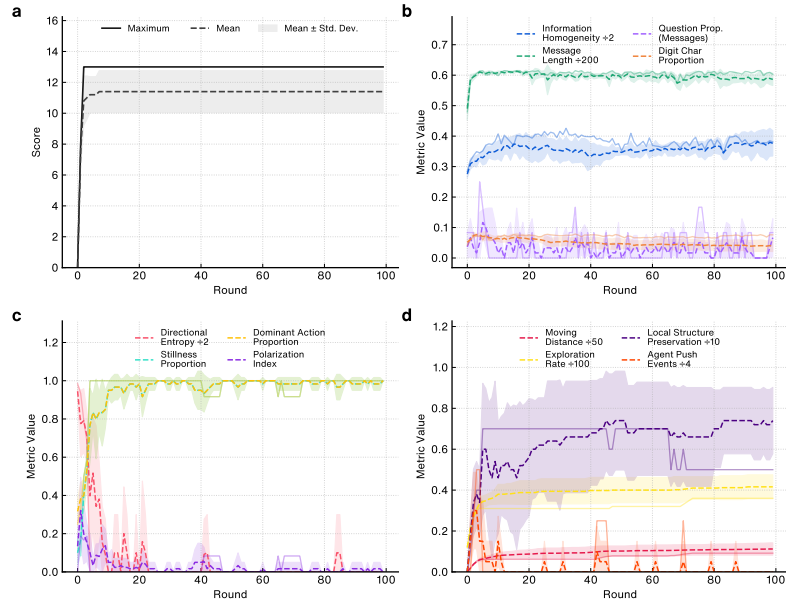 a
Maximum Mean Mean ± Std. Dev.
Score
16
14
12
10
8
6
4
2
0
0 20 40 60 80 100
Round
b
Information
Homogeneity ÷2
Question Prop.
(Messages)
Message
Length ÷200
Digit Char
Proportion
Metric Value
0.7
0.6
0.5
0.4
0.3
0.2
0.1
0.0
0 20 40 60 80 100
Round
c
Directional
Entropy ÷2
Dominant Action
Proportion
Stillness
Proportion
Polarization
Index
Metric Value
1.2
1.0
0.8
0.6
0.4
0.2
0.0
0 20 40 60 80 100
Round
d
Moving
Distance ÷50
Local Structure
Preservation ÷10
Exploration
Rate ÷100
Agent Push
Events ÷4
Metric Value
1.2
1.0
0.8
0.6
0.4
0.2
0.0
0 20 40 60 80 100
Round